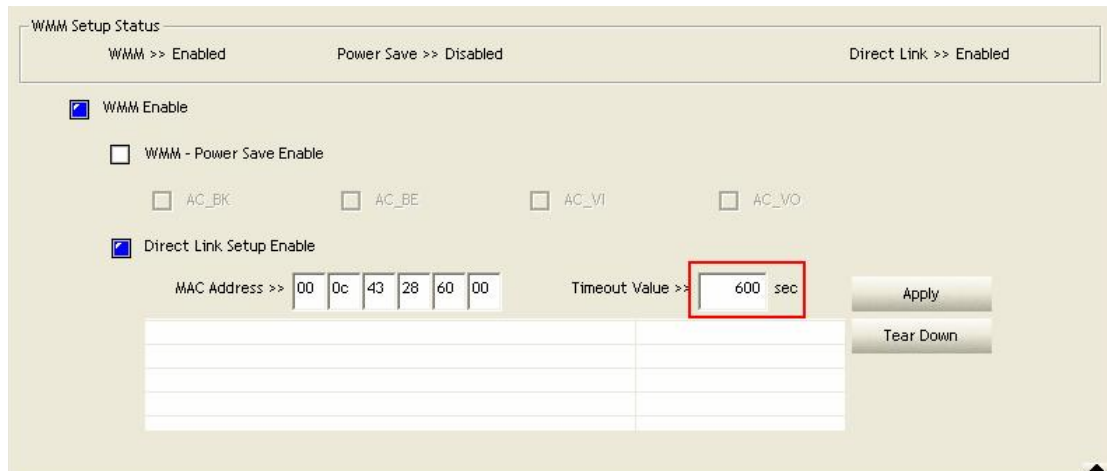 WMM Setup Status
WMM >> Enabled Power Save >> Disabled Direct Link >> Enabled
WMM Enable
WMM - Power Save Enable
AC_BK AC_BE AC_VI AC_VO
Direct Link Setup Enable
MAC Address >> 00 0c 43 28 60 00 Timeout Value >> 600 sec Apply
Tear Down